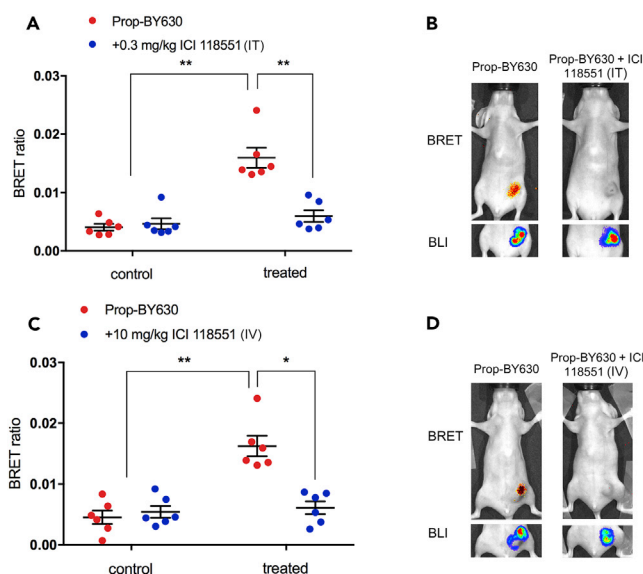 A
Prop-BY630
+0.3 mg/kg ICI 118551 (IT)
**
**
0.03
0.02
0.01
0.00
BRET ratio
control
treated
B
Prop-BY630
Prop-BY630 + ICI
118551 (IT)
BRET
BLI
C
Prop-BY630
+10 mg/kg ICI 118551 (IV)
**
*
0.03
0.02
0.01
0.00
BRET ratio
control
treated
D
Prop-BY630
Prop-BY630 + ICI
118551 (IV)
BRET
BLI